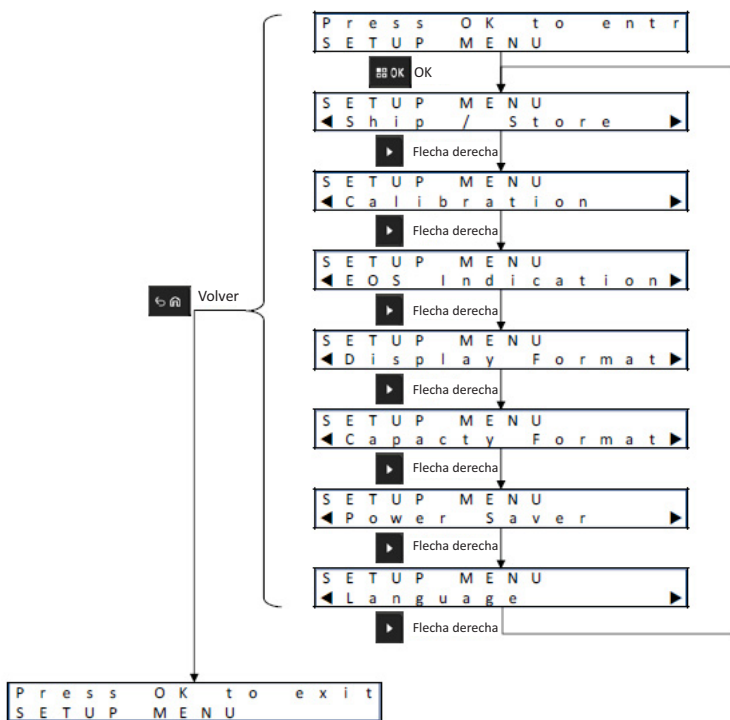 Press OK to entr
SETUP MENU
OK OK
SETUP MENU
◀Ship / Store ▶
Flecha derecha
SETUP MENU
◀Calibration ▶
Flecha derecha
SETUP MENU
◀EOS Indication▶
Volver
Flecha derecha
SETUP MENU
◀Display Format▶
Flecha derecha
SETUP MENU
◀Capacty Format▶
Flecha derecha
SETUP MENU
◀Power Saver ▶
Flecha derecha
SETUP MENU
◀Language ▶
Flecha derecha
Press OK to exit
SETUP MENU